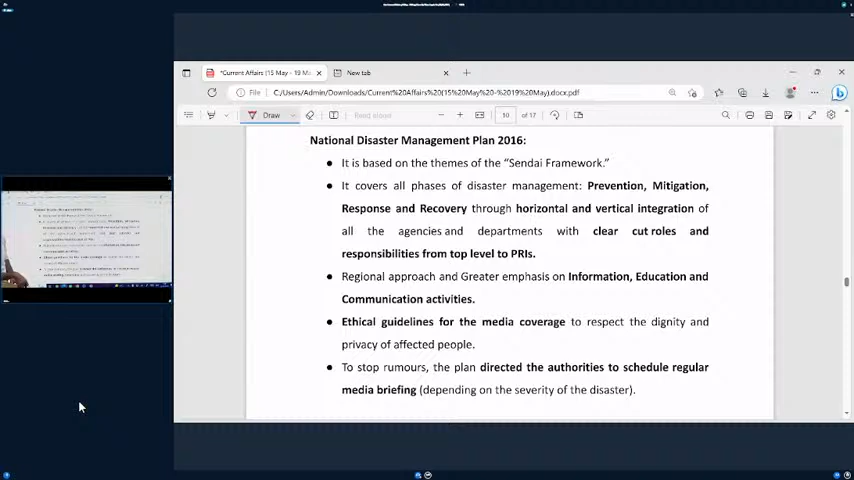 *Current Affairs (15 May - 19 Ma
New tab
File
C:/Users/Admin/Downloads/Current%20Affairs%20(15%20May%20-%2019%20May).docx.pdf
Draw
Read aloud
10 of 17
National Disaster Management Plan 2016:
● It is based on the themes of the “Sendai Framework.”
● It covers all phases of disaster management: Prevention, Mitigation,
Response and Recovery through horizontal and vertical integration of
all the agencies and departments with clear cut roles and
responsibilities from top level to PRIs.
● Regional approach and Greater emphasis on Information, Education and
Communication activities.
● Ethical guidelines for the media coverage to respect the dignity and
privacy of affected people.
● To stop rumours, the plan directed the authorities to schedule regular
media briefing (depending on the severity of the disaster).